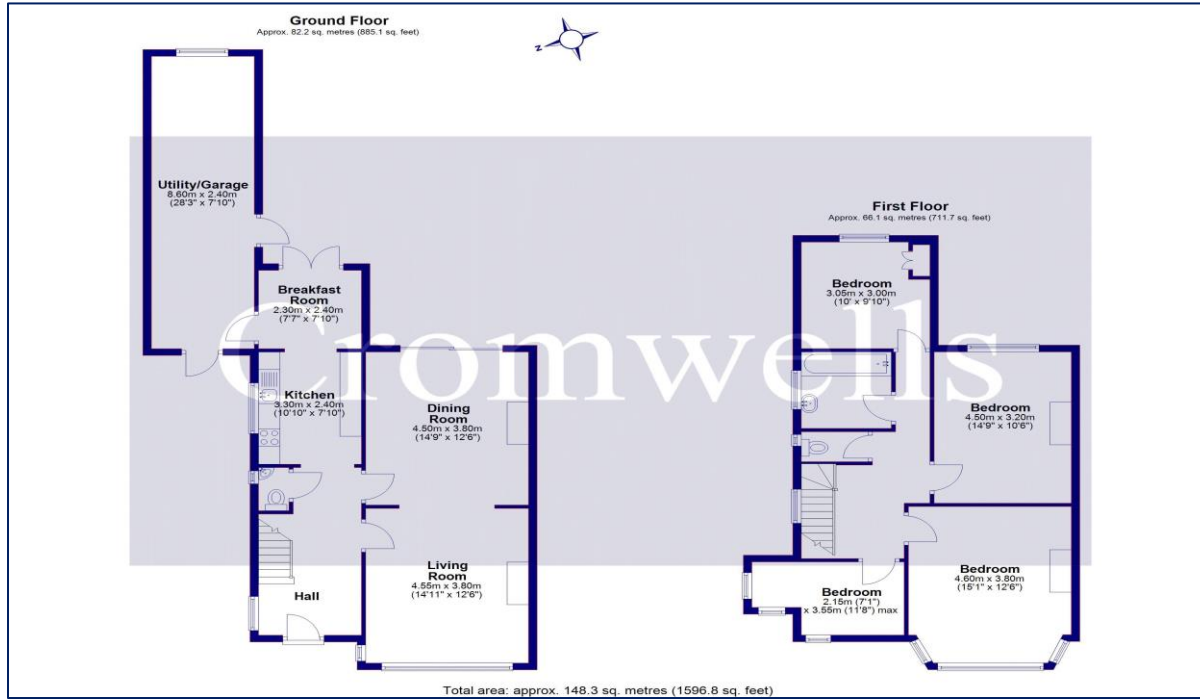 Ground Floor
Approx. 82.2 sq. metres (885.1 sq. feet)
N
Utility/Garage
8.60m x 2.40m
(28'3" x 7'10")
Breakfast
Room
2.30m x 2.40m
(7'7" x 7'10")
Kitchen
3.30m x 2.40m
(10'10" x 7'10")
Dining
Room
4.50m x 3.80m
(14'9" x 12'6")
Living
Room
4.55m x 3.80m
(14'11" x 12'6")
Hall
First Floor
Approx. 66.1 sq. metres (711.7 sq. feet)
Bedroom
3.05m x 3.00m
(10' x 9'10")
Bedroom
4.50m x 3.20m
(14'9" x 10'6")
Bedroom
4.60m x 3.80m
(15'1" x 12'6")
Bedroom
2.15m (7'1")
x 3.55m (11'8") max
Cromwells
Total area: approx. 148.3 sq. metres (1596.8 sq. feet)